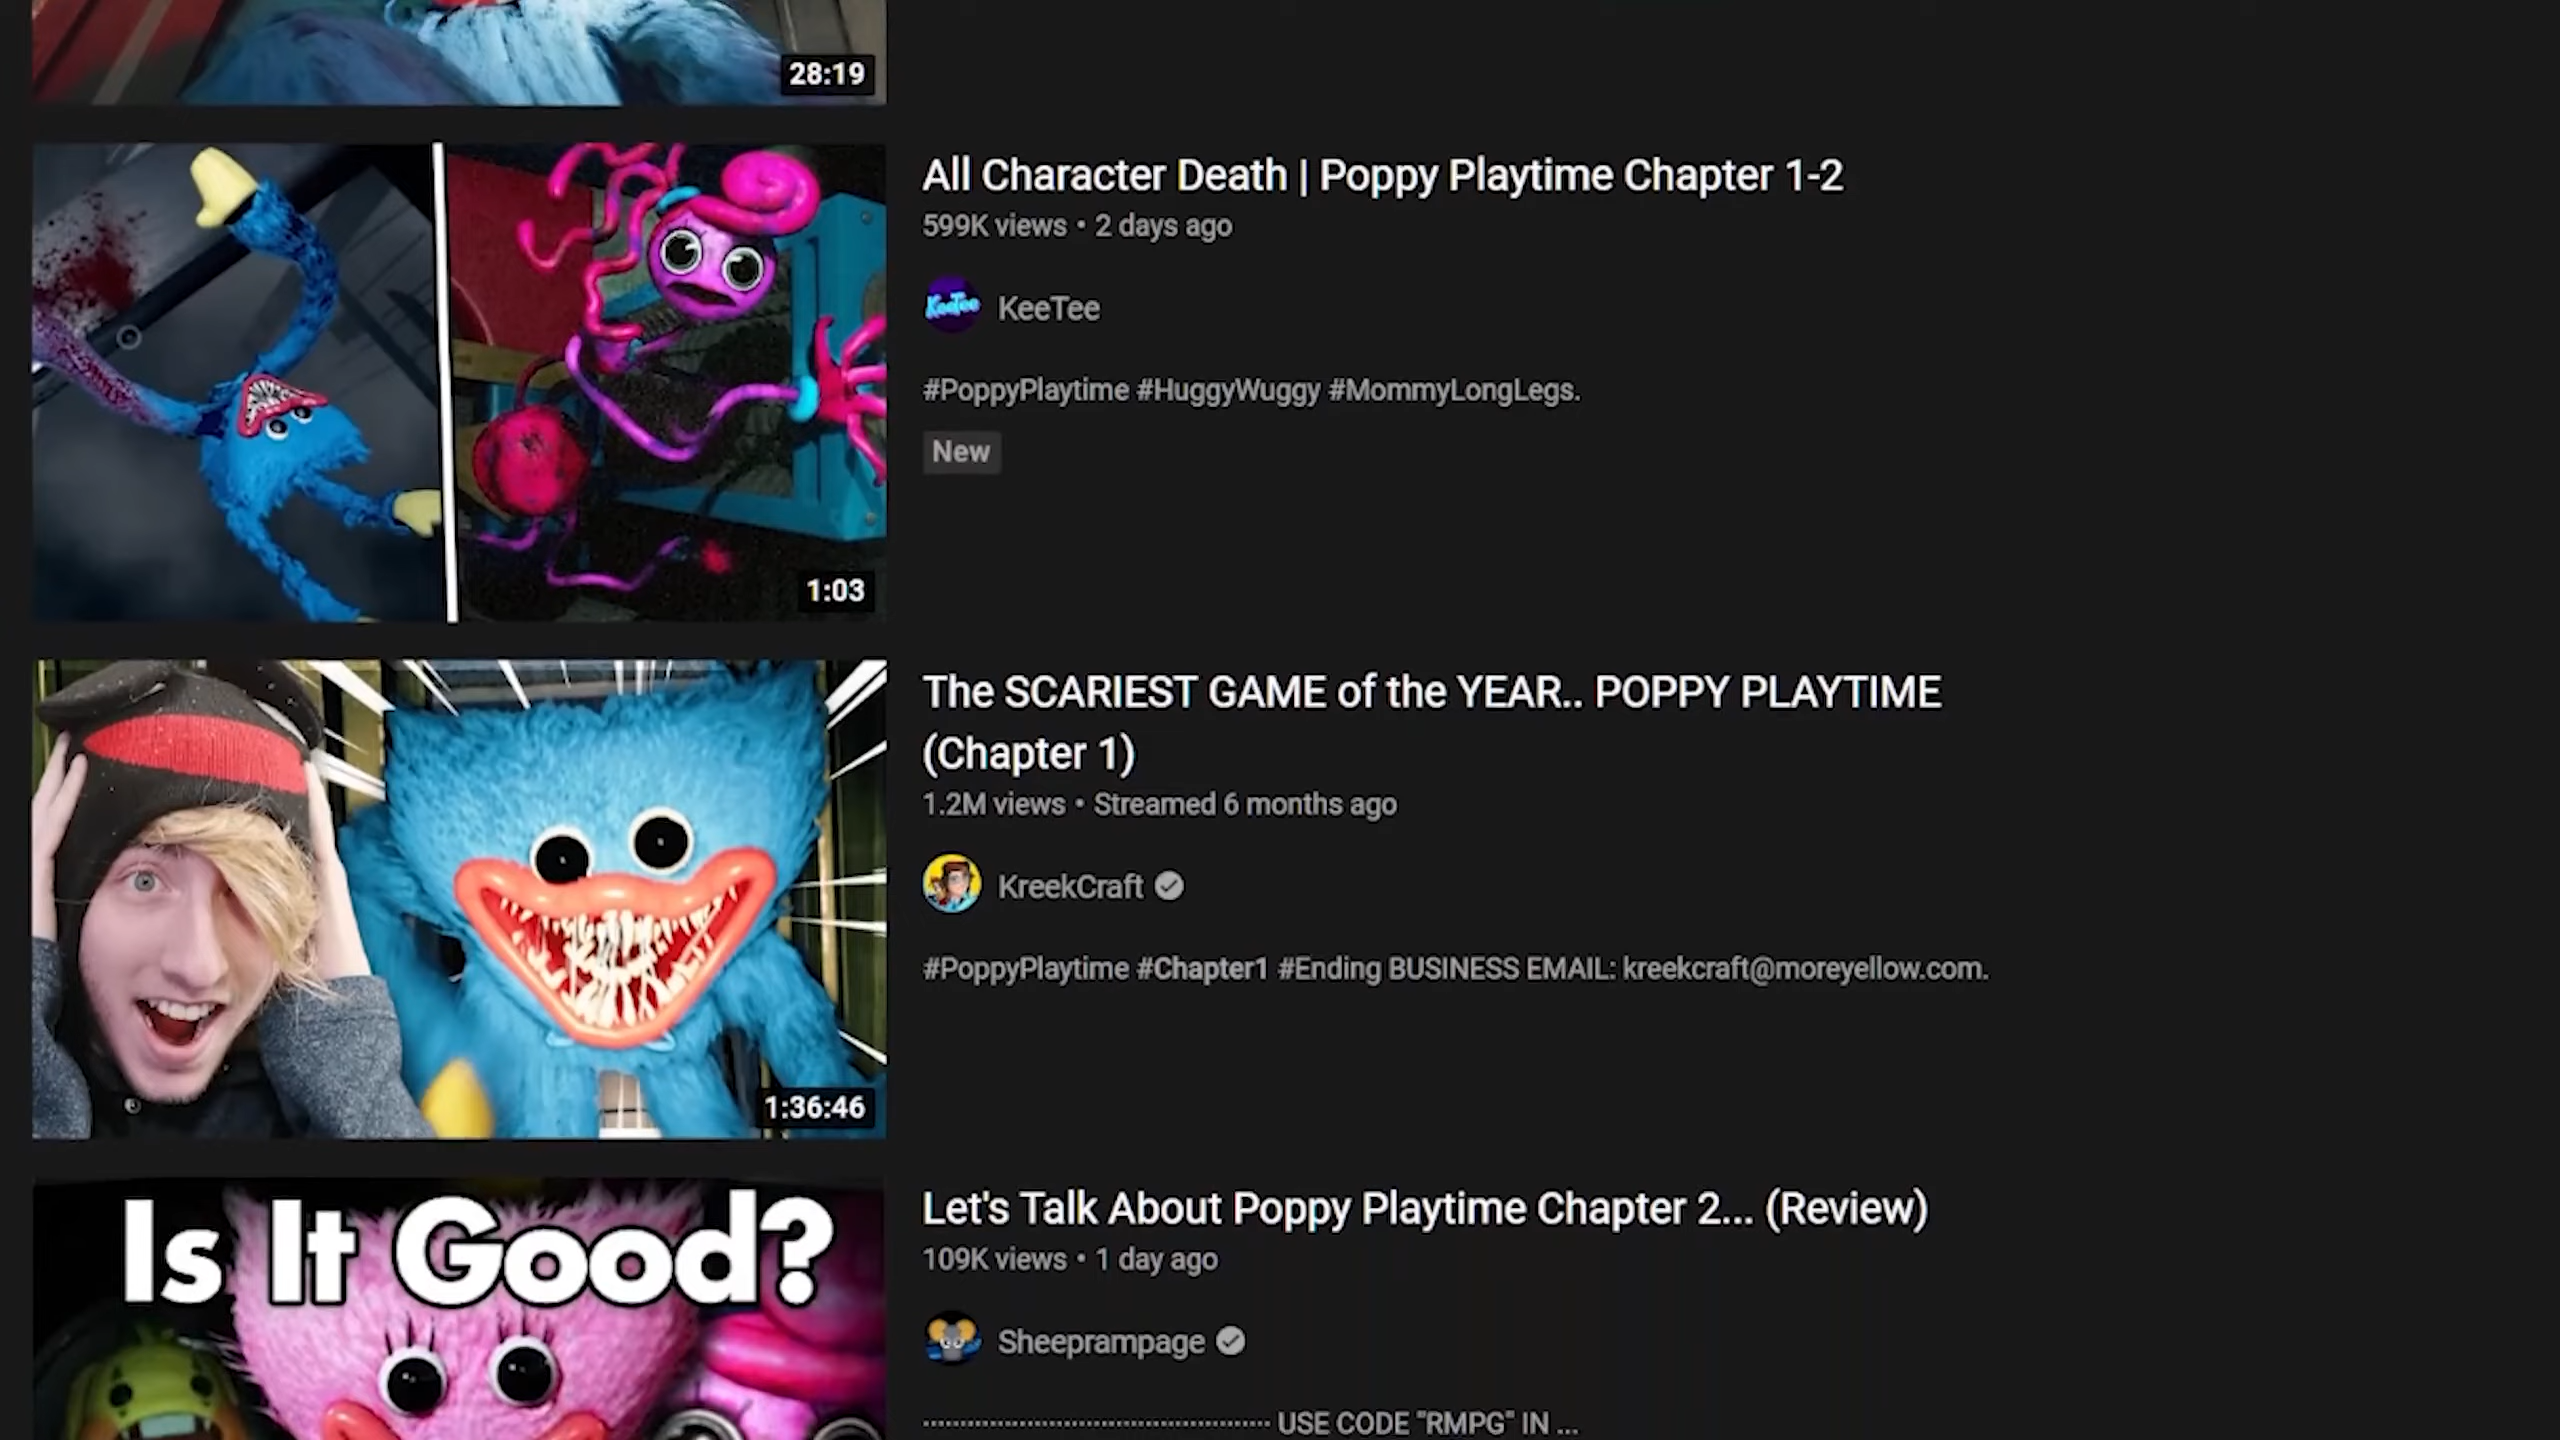 28:19
All Character Death | Poppy Playtime Chapter 1-2
599K views • 2 days ago
KeeTee
KeeTee
#PoppyPlaytime #HuggyWuggy #MommyLongLegs.
New
1:03
The SCARIEST GAME of the YEAR.. POPPY PLAYTIME
(Chapter 1)
1.2M views • Streamed 6 months ago
KreekCraft
#PoppyPlaytime #Chapter1 #Ending BUSINESS EMAIL: kreekcraft@moreyellow.com.
1:36:46
Is It Good?
Let's Talk About Poppy Playtime Chapter 2... (Review)
109K views • 1 day ago
Sheeprampage
------------------------------------- USE CODE "RMPG" IN ...